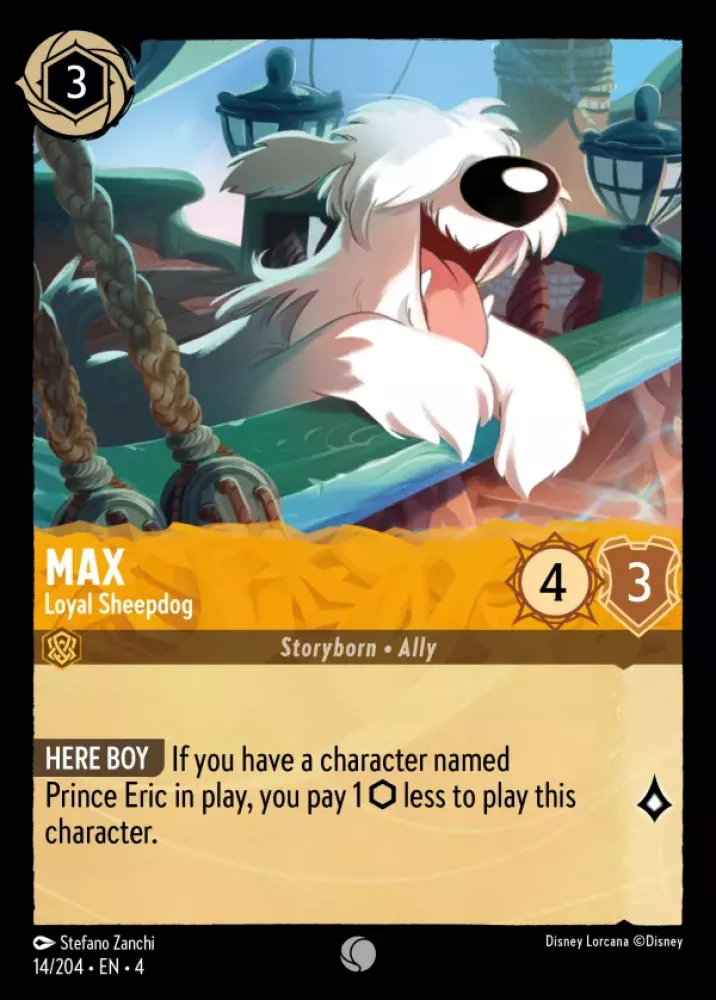 3
MAX
Loyal Sheepdog
4
3
Storyborn • Ally
HERE BOY If you have a character named
Prince Eric in play, you pay 1 ⬡ less to play this
character.
Stefano Zanchi
Disney Lorcana ©Disney
14/204 • EN • 4